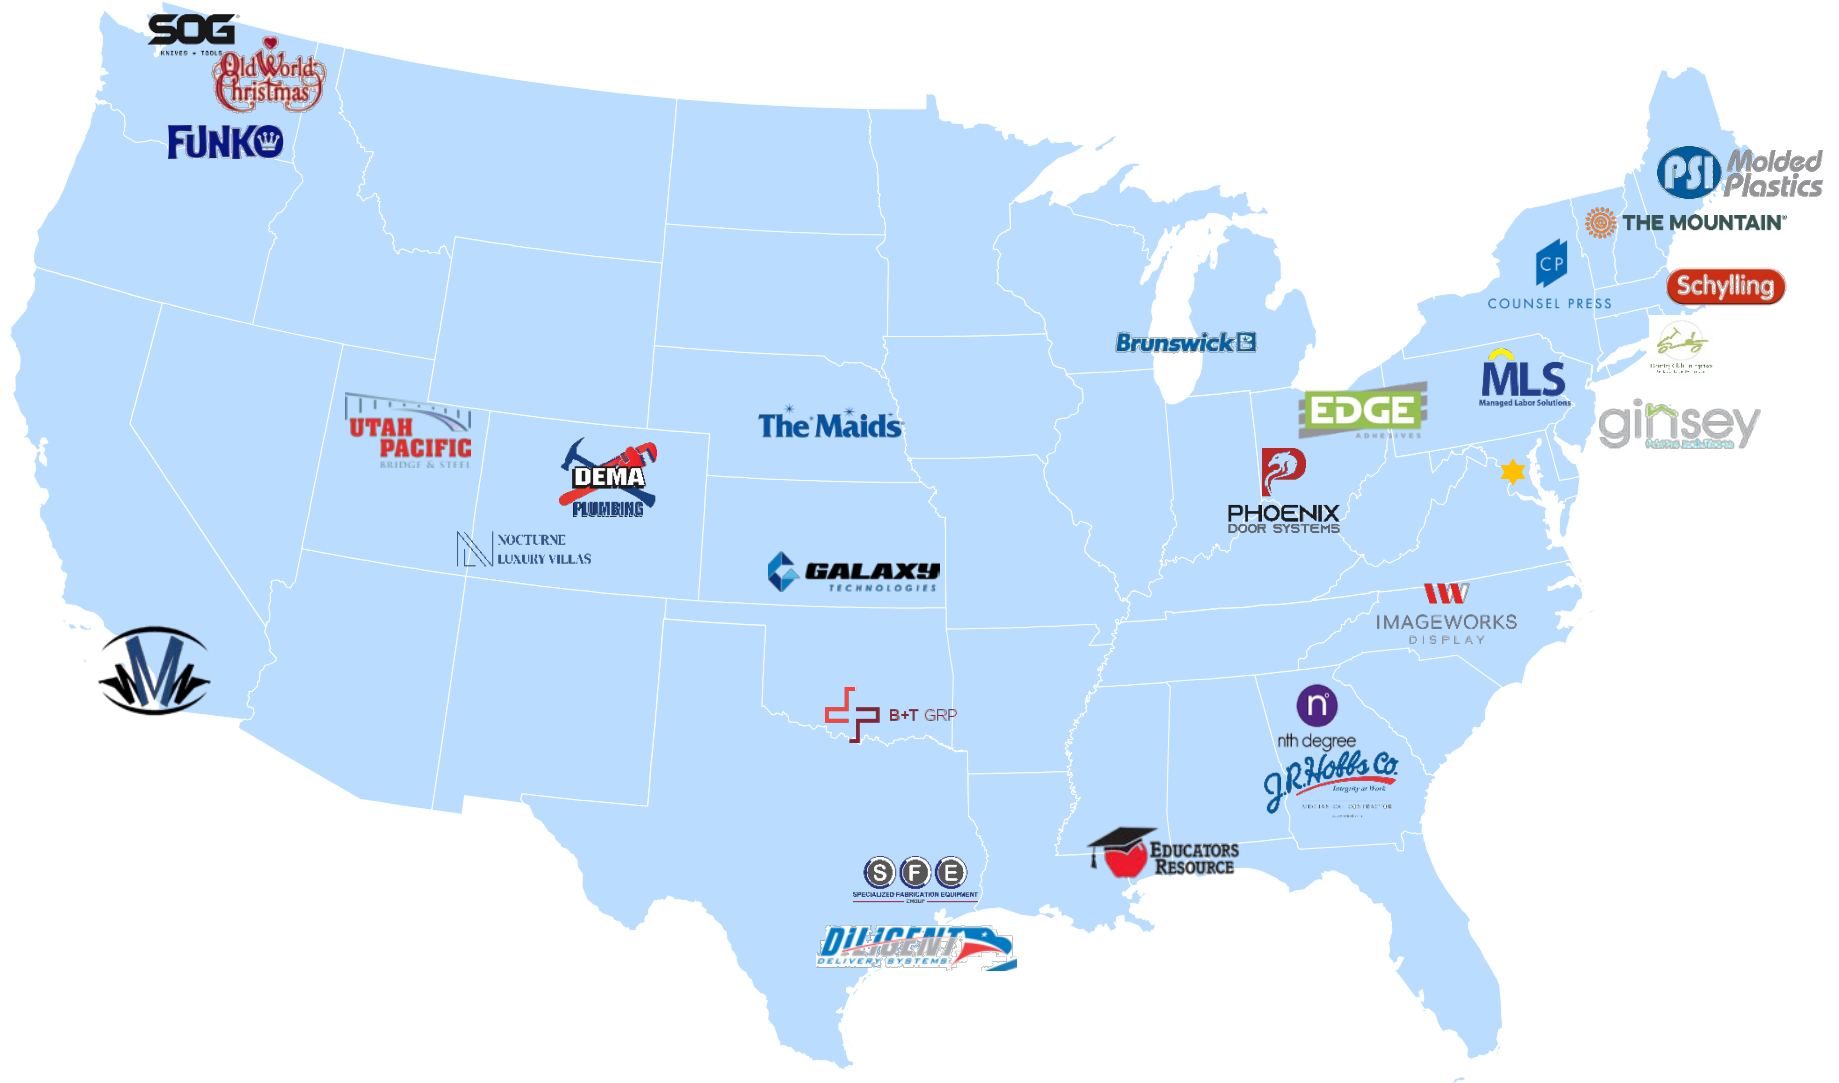 SOG
KNIVES + TOOLS
Old World
Christmas
FUNKO
PSI Molded
Plastics
THE MOUNTAIN®
CP
COUNSEL PRESS
Schylling
Brunswick B
MLS
Managed Labor Solutions
EDGE
ADHESIVES
ginsey
UTAH
PACIFIC
BRIDGE & STEEL
The Maids
DEMA
PLUMBING
PHOENIX
DOOR SYSTEMS
NOCTURNE
LUXURY VILLAS
GALAXY
TECHNOLOGIES
IMAGEWORKS
DISPLAY
B+T GRP
n°
nth degree
J.R. Hobbs Co.
Integrity at Work
MECHANICAL CONTRACTOR
EDUCATORS
RESOURCE
S F E
SPECIALIZED FABRICATION EQUIPMENT
GROUP
DILIGENT
DELIVERY SYSTEMS